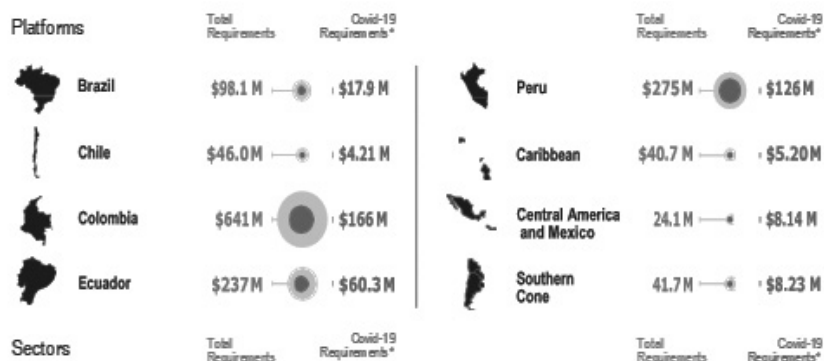 Platforms
Total Requirements
Covid-19 Requirements*
Brazil
$98.1 M
$17.9 M
Chile
$46.0 M
$4.21 M
Colombia
$641 M
$166 M
Ecuador
$237 M
$60.3 M
Total Requirements
Covid-19 Requirements*
Peru
$275 M
$126 M
Caribbean
$40.7 M
$5.20 M
Central America
and Mexico
24.1 M
$8.14 M
Southern
Cone
41.7 M
$8.23 M
Sectors
Total Requirements
Covid-19 Requirements*
Total Requirements
Covid-19 Requirements*